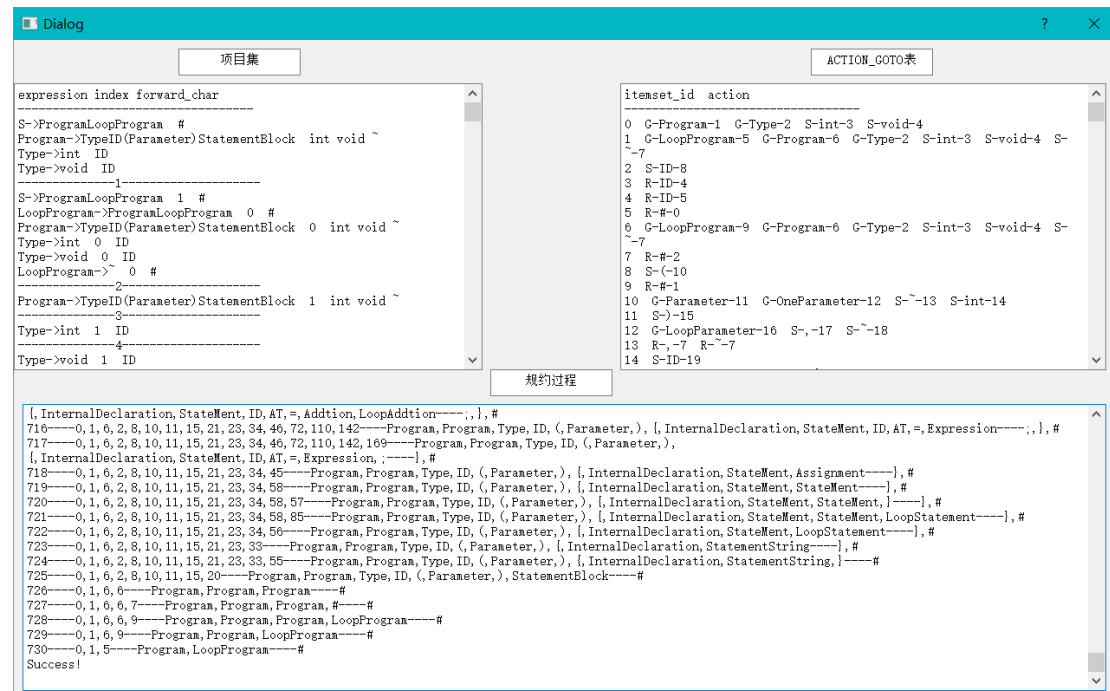 Dialog
?
项目集
ACTION_GOTO表
expression index forward_char
---------------------------------
S->ProgramLoopProgram  #
Program->TypeID(Parameter)StatementBlock  int void ~
Type->int  ID
Type->void  ID
--------------1--------------------
S->ProgramLoopProgram  1  #
LoopProgram->ProgramLoopProgram  0  #
Program->TypeID(Parameter)StatementBlock  0  int void ~
Type->int  0  ID
Type->void  0  ID
LoopProgram->~  0  #
--------------2--------------------
Program->TypeID(Parameter)StatementBlock  1  int void ~
--------------3--------------------
Type->int  1  ID
--------------4--------------------
Type->void  1  ID
itemset_id  action
---------------------------------
0  G-Program-1  G-Type-2  S-int-3  S-void-4
1  G-LoopProgram-5  G-Program-6  G-Type-2  S-int-3  S-void-4  S-
~-7
2  S-ID-8
3  R-ID-4
4  R-ID-5
5  R-#-0
6  G-LoopProgram-9  G-Program-6  G-Type-2  S-int-3  S-void-4  S-
~-7
7  R-#-2
8  S-(-10
9  R-#-1
10  G-Parameter-11  G-OneParameter-12  S-~-13  S-int-14
11  S-)-15
12  G-LoopParameter-16  S-,-17  S-~-18
13  R-,-7  R-~-7
14  S-ID-19
规约过程
{,InternalDeclaration,StateMent,ID,AT,=,Addtion,LoopAddtion----;,},#
716----0,1,6,2,8,10,11,15,21,23,34,46,72,110,142----Program,Program,Type,ID,(,Parameter,),{,InternalDeclaration,StateMent,ID,AT,=,Expression----;,},#
717----0,1,6,2,8,10,11,15,21,23,34,46,72,110,142,169----Program,Program,Type,ID,(,Parameter,),
{,InternalDeclaration,StateMent,ID,AT,=,Expression,;----},#
718----0,1,6,2,8,10,11,15,21,23,34,45----Program,Program,Type,ID,(,Parameter,),{,InternalDeclaration,StateMent,Assignment----},#
719----0,1,6,2,8,10,11,15,21,23,34,58----Program,Program,Type,ID,(,Parameter,),{,InternalDeclaration,StateMent,StateMent----},#
720----0,1,6,2,8,10,11,15,21,23,34,58,57----Program,Program,Type,ID,(,Parameter,),{,InternalDeclaration,StateMent,StateMent,}----},#
721----0,1,6,2,8,10,11,15,21,23,34,58,85----Program,Program,Type,ID,(,Parameter,),{,InternalDeclaration,StateMent,StateMent,LoopStatement----},#
722----0,1,6,2,8,10,11,15,21,23,34,56----Program,Program,Type,ID,(,Parameter,),{,InternalDeclaration,StateMent,LoopStatement----},#
723----0,1,6,2,8,10,11,15,21,23,33----Program,Program,Type,ID,(,Parameter,),{,InternalDeclaration,StatementString----},#
724----0,1,6,2,8,10,11,15,21,23,33,55----Program,Program,Type,ID,(,Parameter,),{,InternalDeclaration,StatementString,}----#
725----0,1,6,2,8,10,11,15,20----Program,Program,Type,ID,(,Parameter,),StatementBlock----#
726----0,1,6,6----Program,Program,Program----#
727----0,1,6,6,7----Program,Program,Program,#----#
728----0,1,6,6,9----Program,Program,Program,LoopProgram----#
729----0,1,6,9----Program,Program,LoopProgram----#
730----0,1,5----Program,LoopProgram----#
Success!